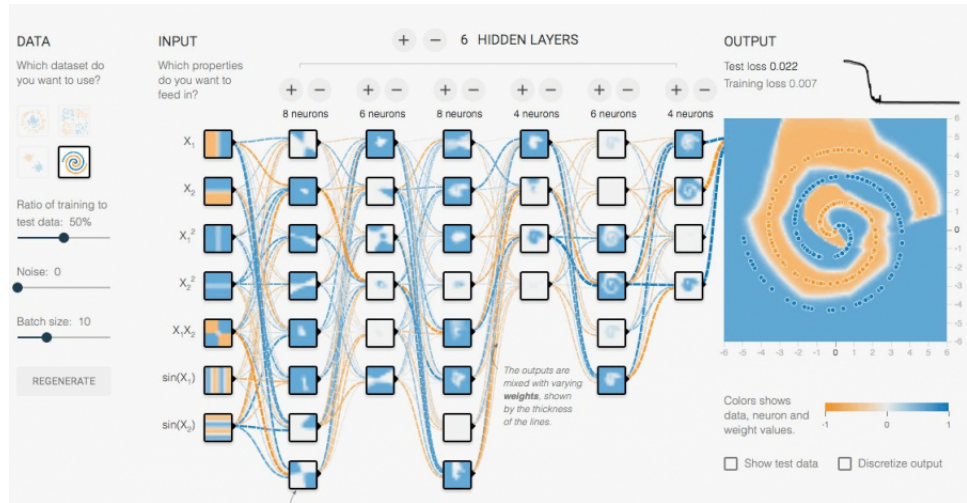 DATA
Which dataset do
you want to use?
Ratio of training to
test data: 50%
Noise: 0
Batch size: 10
REGENERATE
INPUT
Which properties
do you want to
feed in?
X₁
X₂
X₁²
X₂²
X₁X₂
sin(X₁)
sin(X₂)
+ − 6 HIDDEN LAYERS
+ − + − + − + − + − + −
8 neurons 6 neurons 8 neurons 4 neurons 6 neurons 4 neurons
The outputs are
mixed with varying
weights, shown
by the thickness
of the lines.
OUTPUT
Test loss 0.022
Training loss 0.007
6
5
4
3
2
1
0
-1
-2
-3
-4
-5
-6
-6 -5 -4 -3 -2 -1 0 1 2 3 4 5 6
Colors shows
data, neuron and
weight values.
-1 0 1
Show test data Discretize output